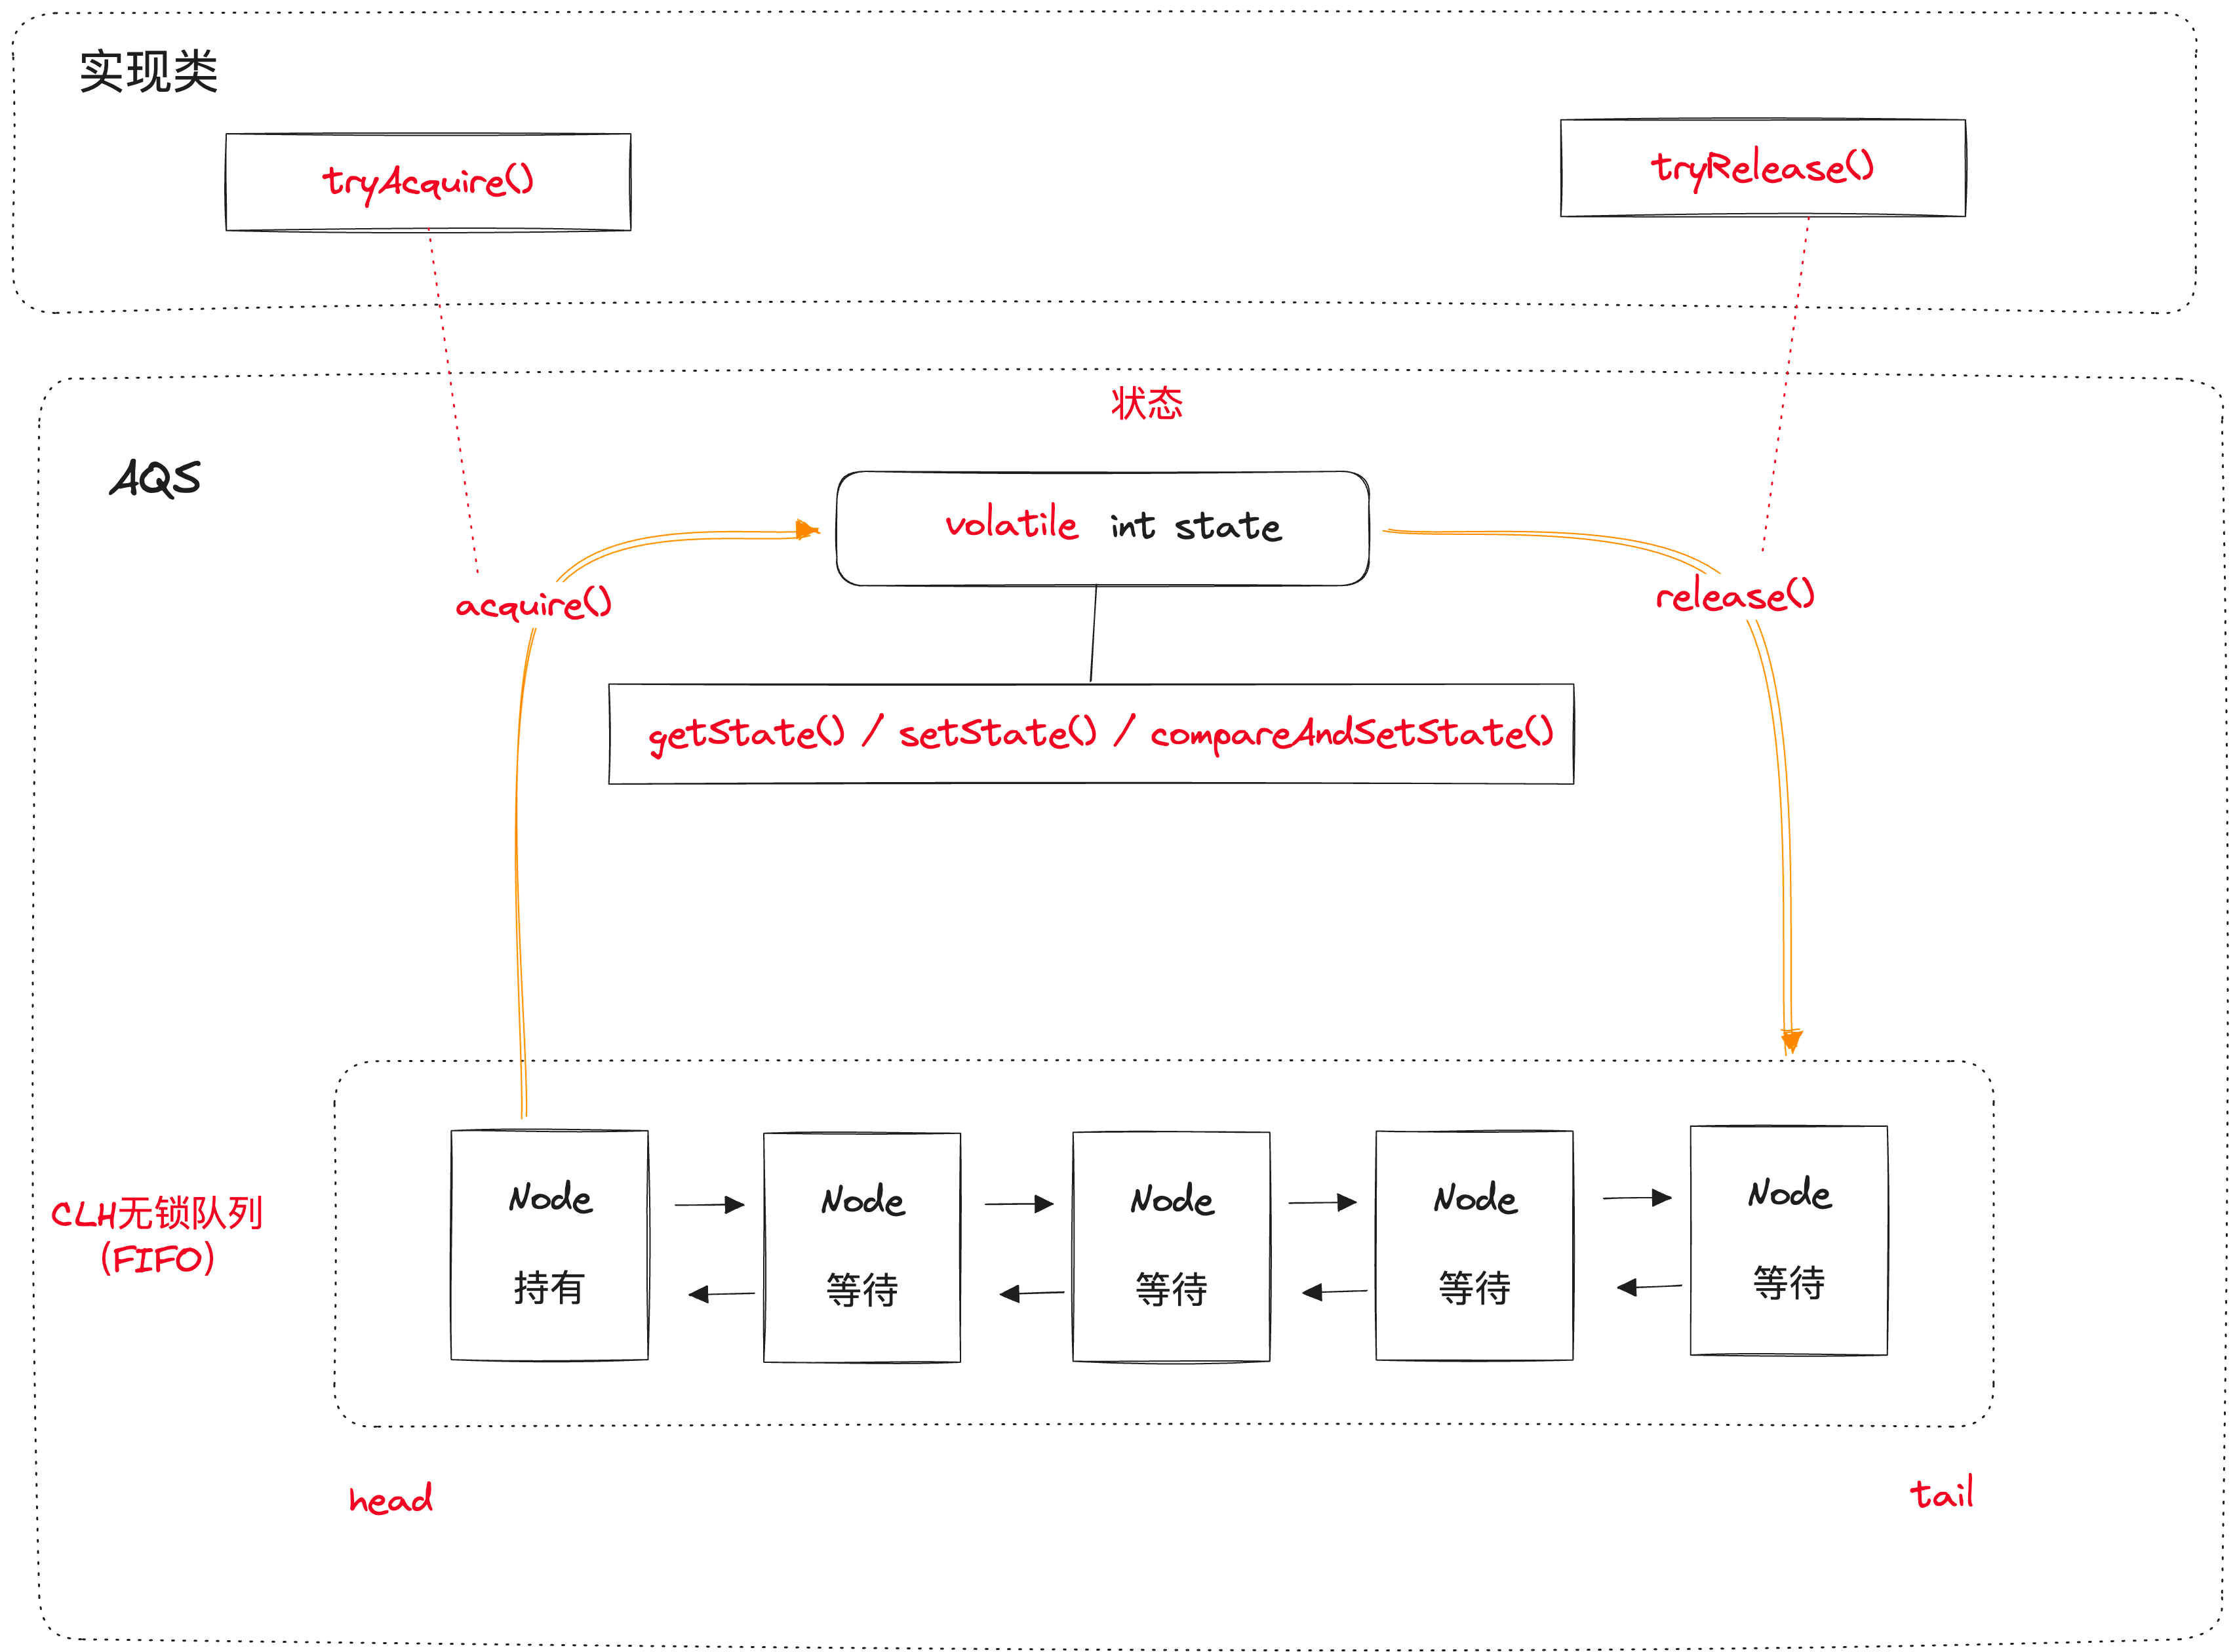 实现类
tryAcquire()
tryRelease()
状态
AQS
volatile int state
acquire()
release()
getState() / setState() / compareAndSetState()
CLH无锁队列
(FIFO)
Node
持有
Node
等待
Node
等待
Node
等待
Node
等待
head
tail